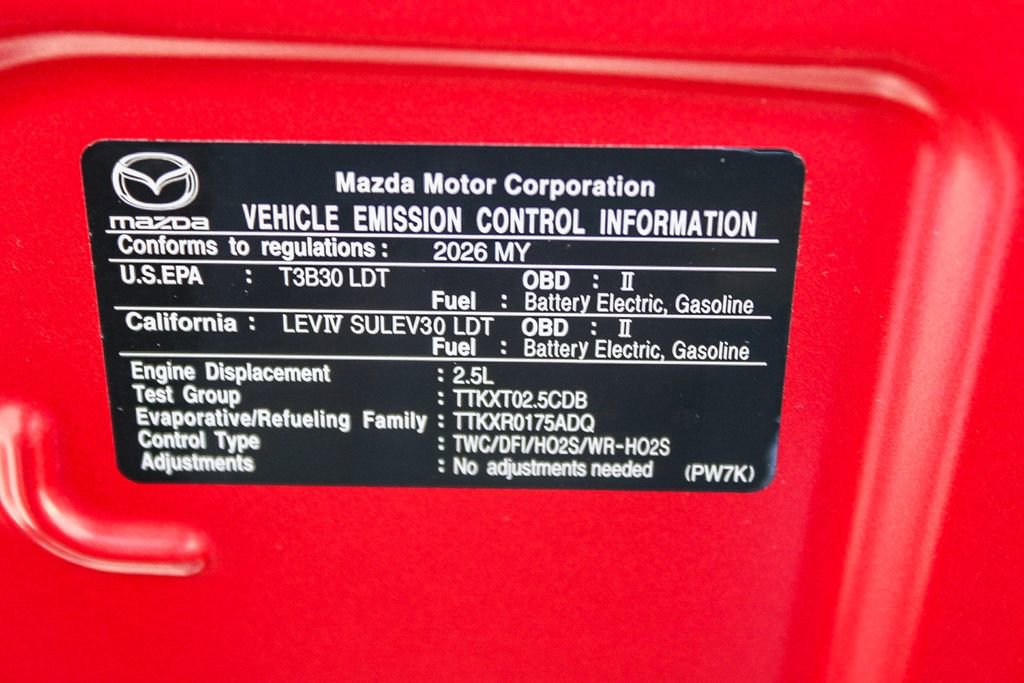 mazda
Mazda Motor Corporation
VEHICLE EMISSION CONTROL INFORMATION
Conforms to regulations : 2026 MY
U.S.EPA : T3B30 LDT OBD : II
Fuel : Battery Electric, Gasoline
California : LEVIV SULEV30 LDT OBD : II
Fuel : Battery Electric, Gasoline
Engine Displacement : 2.5L
Test Group : TTKXT02.5CDB
Evaporative/Refueling Family : TTKXR0175ADQ
Control Type : TWC/DFI/HO2S/WR-HO2S
Adjustments : No adjustments needed (PW7K)